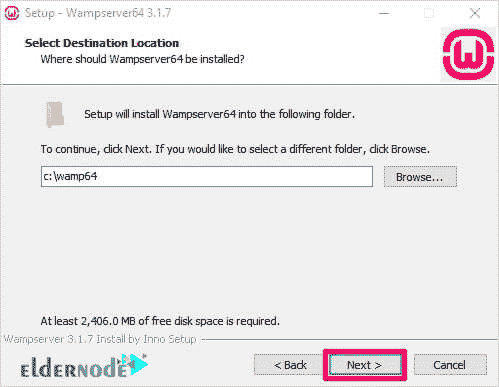 Setup - Wampserver64 3.1.7
Select Destination Location
Where should Wampserver64 be installed?
Setup will install Wampserver64 into the following folder.
To continue, click Next. If you would like to select a different folder, click Browse.
c:\wamp64
Browse...
At least 2,406.0 MB of free disk space is required.
Wampserver 3.1.7 Install by Inno Setup
ELDERNODE
< Back
Next >
Cancel